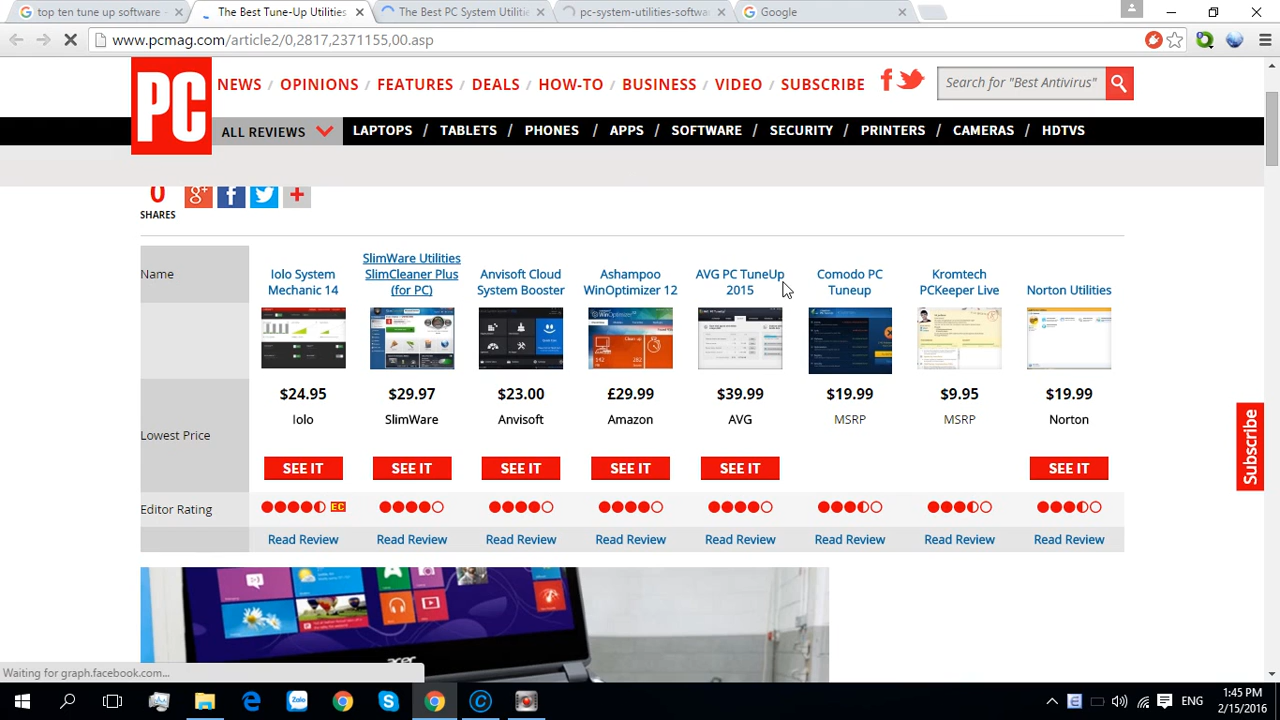 top ten tune up software -
The Best Tune-Up Utilities
The Best PC System Utilitie
pc-system-utilities-softwa
Google
www.pcmag.com/article2/0,2817,2371155,00.asp
PC
NEWS / OPINIONS / FEATURES / DEALS / HOW-TO / BUSINESS / VIDEO / SUBSCRIBE
Search for "Best Antivirus"
ALL REVIEWS
LAPTOPS / TABLETS / PHONES / APPS / SOFTWARE / SECURITY / PRINTERS / CAMERAS / HDTVS
0
SHARES
g+ f +
Name
Iolo System Mechanic 14
SlimWare Utilities SlimCleaner Plus (for PC)
Anvisoft Cloud System Booster
Ashampoo WinOptimizer 12
AVG PC TuneUp 2015
Comodo PC Tuneup
Kromtech PCKeeper Live
Norton Utilities
Lowest Price
$24.95 $29.97 $23.00 £29.99 $39.99 $19.99 $9.95 $19.99
Iolo SlimWare Anvisoft Amazon AVG MSRP MSRP Norton
SEE IT SEE IT SEE IT SEE IT SEE IT SEE IT
Editor Rating
EC
Read Review Read Review Read Review Read Review Read Review Read Review Read Review Read Review
Subscribe
acer
Waiting for graph.facebook.com...
Zalo
ENG
1:45 PM
2/15/2016